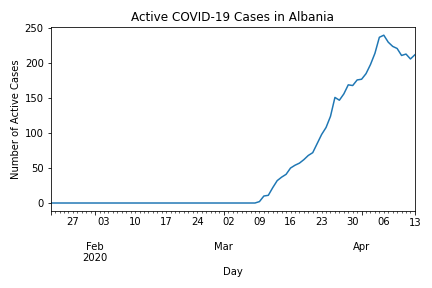 Active COVID-19 Cases in Albania
250
200
150
100
50
0
Number of Active Cases
27 03 10 17 24 02 09 16 23 30 06 13
Feb Mar Apr
2020
Day